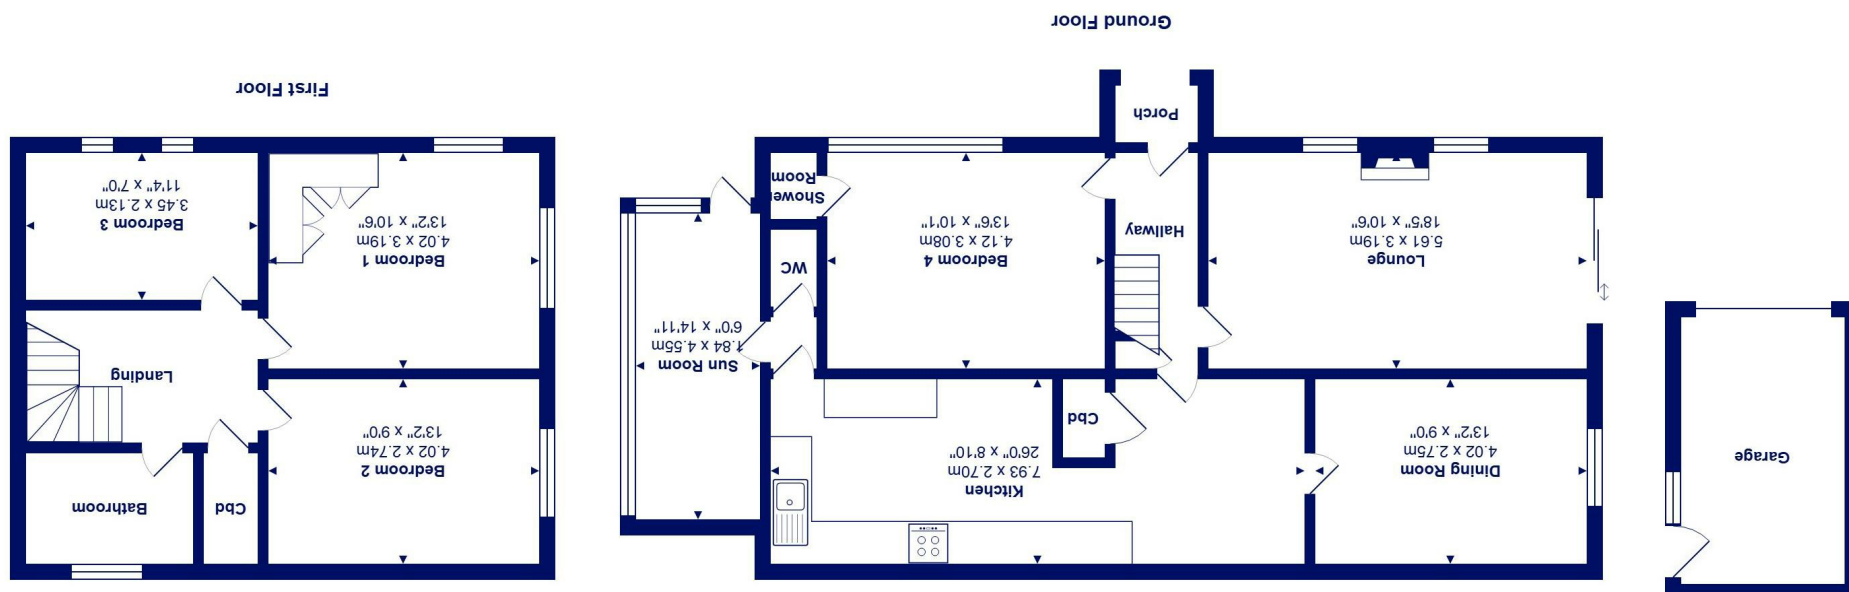 Garage
Dining Room
4.02 x 2.75m
13'2" x 9'0"
Kitchen
7.93 x 2.70m
26'0" x 8'10"
Cbd
Lounge
5.61 x 3.19m
18'5" x 10'6
Hallway
Bedroom 4
4.12 x 3.08m
13'6" x 10'1"
Sun Room
1.84 x 4.55m
6'0" x 14'11"
WC
Shower
Room
Porch
Ground Floor
Bedroom 2
4.02 x 2.74m
13'2" x 9'0
Cbd
Bathroom
Landing
Bedroom 1
4.02 x 3.19m
13'2" x 10'6
Bedroom 3
3.45 x 2.13m
11'4" x 7'0"
First Floor